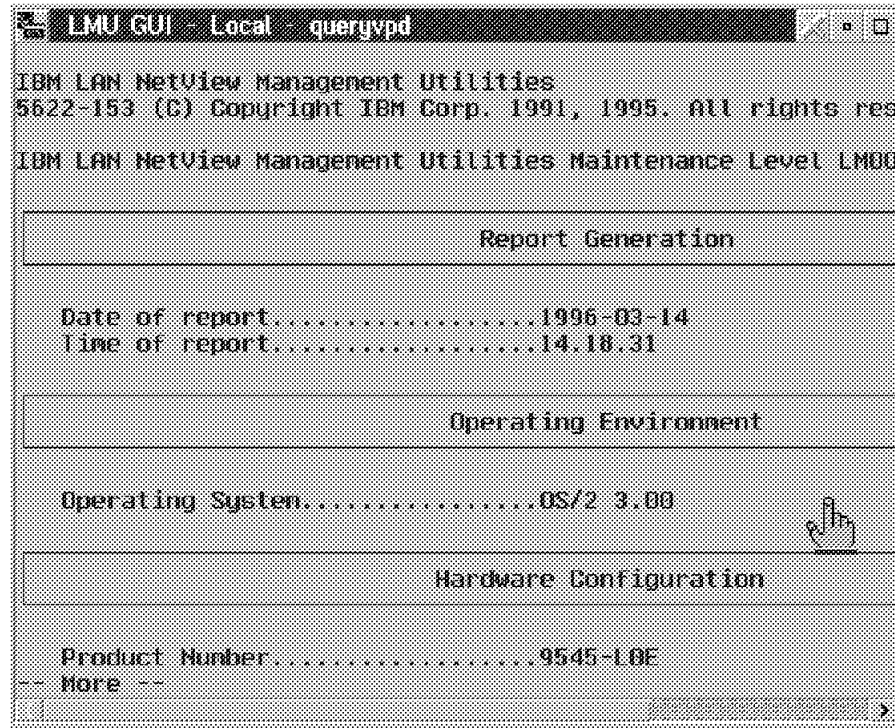 LMU GUI - Local - queryvpd
IBM LAN NetView Management Utilities
5622-153 (C) Copyright IBM Corp. 1991, 1995. All rights res
IBM LAN NetView Management Utilities Maintenance Level LM00
Report Generation
Date of report..................1996-03-14
Time of report..................14.18.31
Operating Environment
Operating System................OS/2 3.00
Hardware Configuration
Product Number..................9545-L0E
-- More --